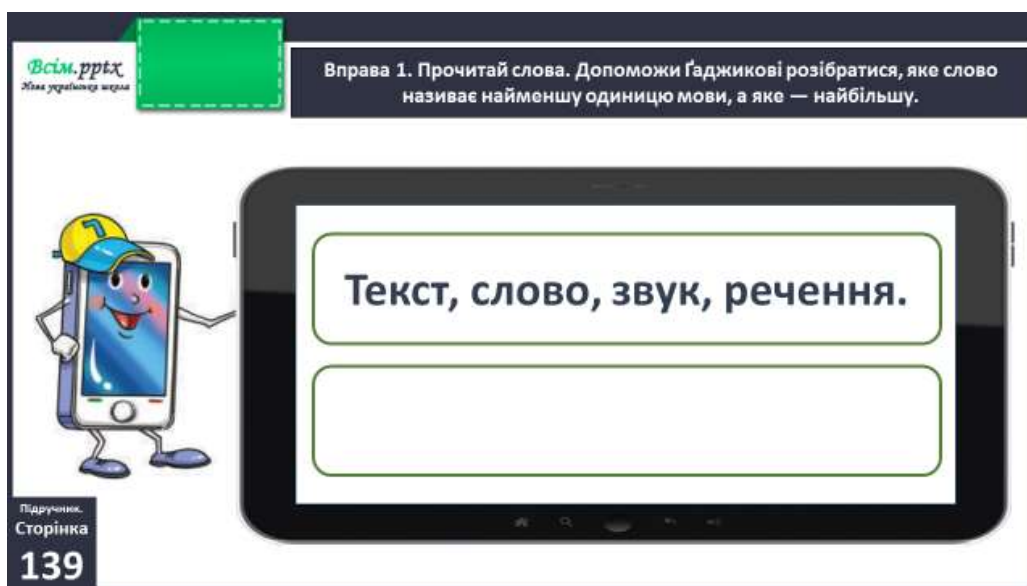 Всім.pptx
Нова українська школа
Вправа 1. Прочитай слова. Допоможи Ґаджикові розібратися, яке слово
називає найменшу одиницю мови, а яке — найбільшу.
Текст, слово, звук, речення.
Підручник.
Сторінка
139